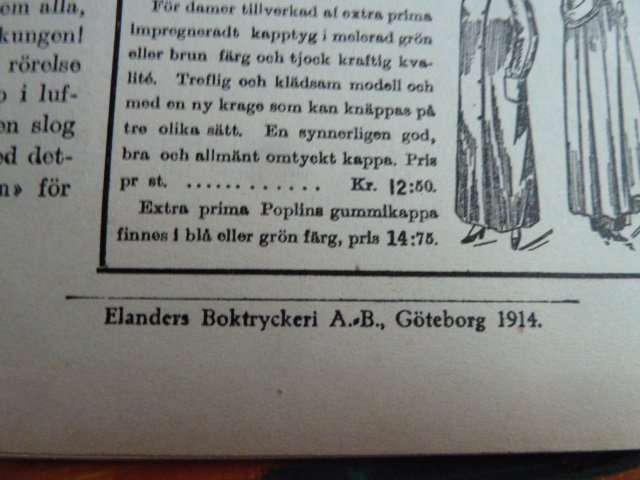 em alla,
kungen!
rörelse
o i luf-
en slog
ed det-
n» för
För damer tillverkad af extra prima
impregneradt kapptyg i melerad grön
eller brun färg och tjock kraftig kva-
lité. Treflig och klädsam modell och
med en ny krage som kan knäppas på
tre olika sätt. En synnerligen god,
bra och allmänt omtyckt kappa. Pris
pr st. ............ Kr. 12:50.
Extra prima Poplins gummikappa
finnes i blå eller grön färg, pris 14:75.
Elanders Boktryckeri A.-B., Göteborg 1914.